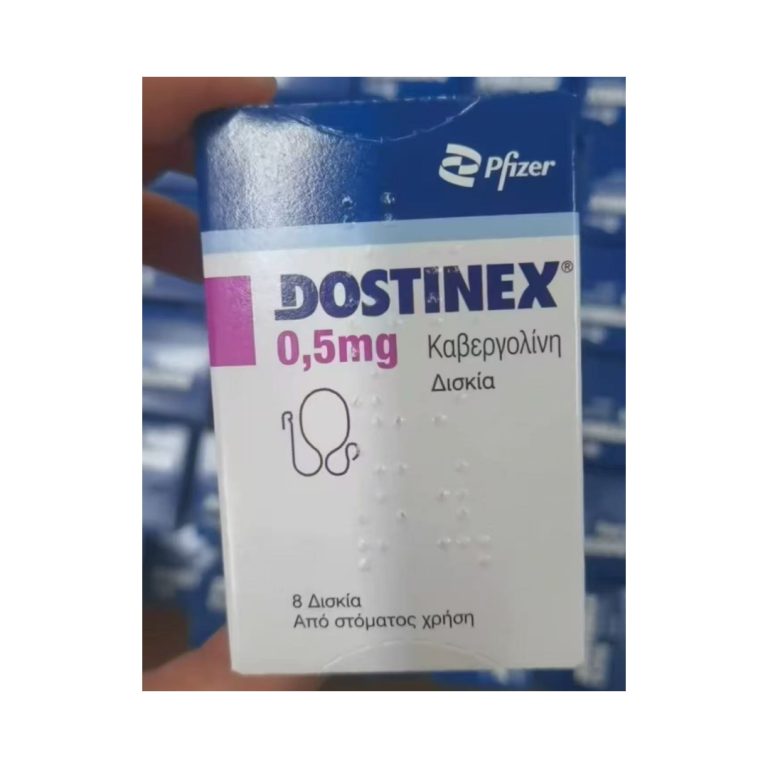 Pfizer
DOSTINEX®
0,5mg Καβεργολίνη
Δισκία
8 Δισκία
Από στόματος χρήση